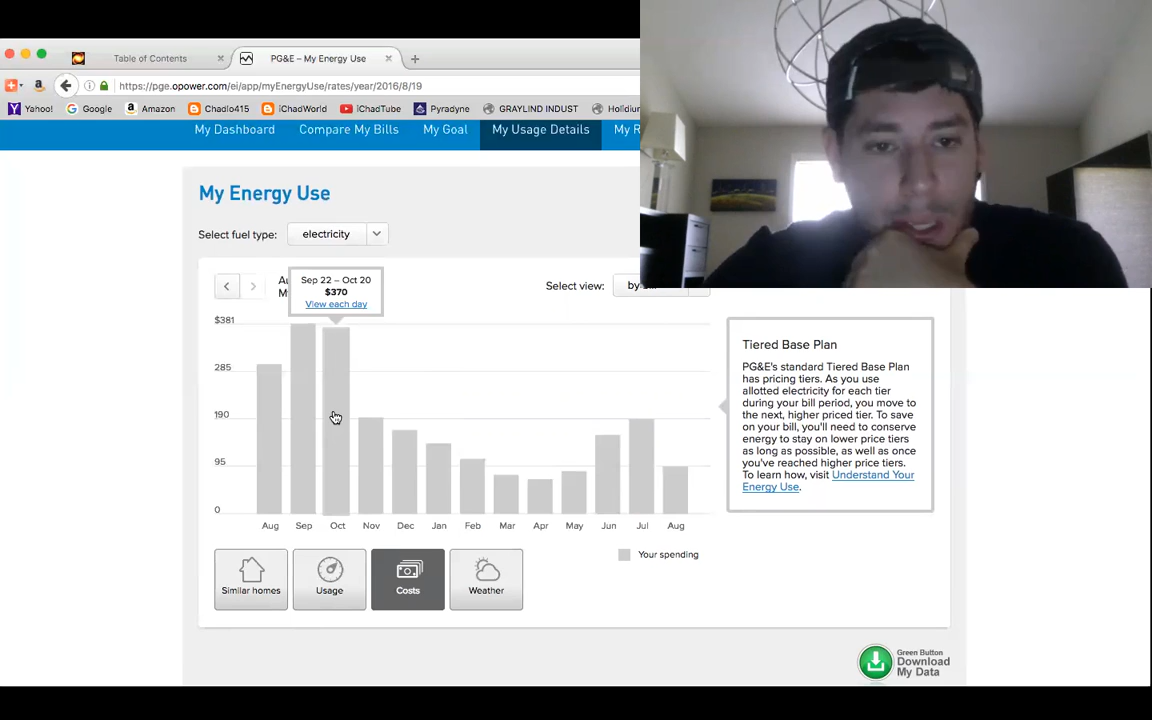 Table of Contents
PG&E – My Energy Use
https://pge.opower.com/ei/app/myEnergyUse/rates/year/2016/8/19
Yahoo!
Google
Amazon
Chadlo415
iChadWorld
iChadTube
Pyradyne
GRAYLIND INDUST
My Dashboard
Compare My Bills
My Goal
My Usage Details
My Energy Use
Select fuel type:
electricity
Sep 22 – Oct 20
$370
View each day
Select view:
$381
285
190
95
0
Aug
Sep
Oct
Nov
Dec
Jan
Feb
Mar
Apr
May
Jun
Jul
Aug
Tiered Base Plan
PG&E's standard Tiered Base Plan
has pricing tiers. As you use
allotted electricity for each tier
during your bill period, you move to
the next, higher priced tier. To save
on your bill, you'll need to conserve
energy to stay on lower price tiers
as long as possible, as well as once
you've reached higher price tiers.
To learn how, visit Understand Your
Energy Use.
Your spending
Similar homes
Usage
Costs
Weather
Green Button
Download
My Data